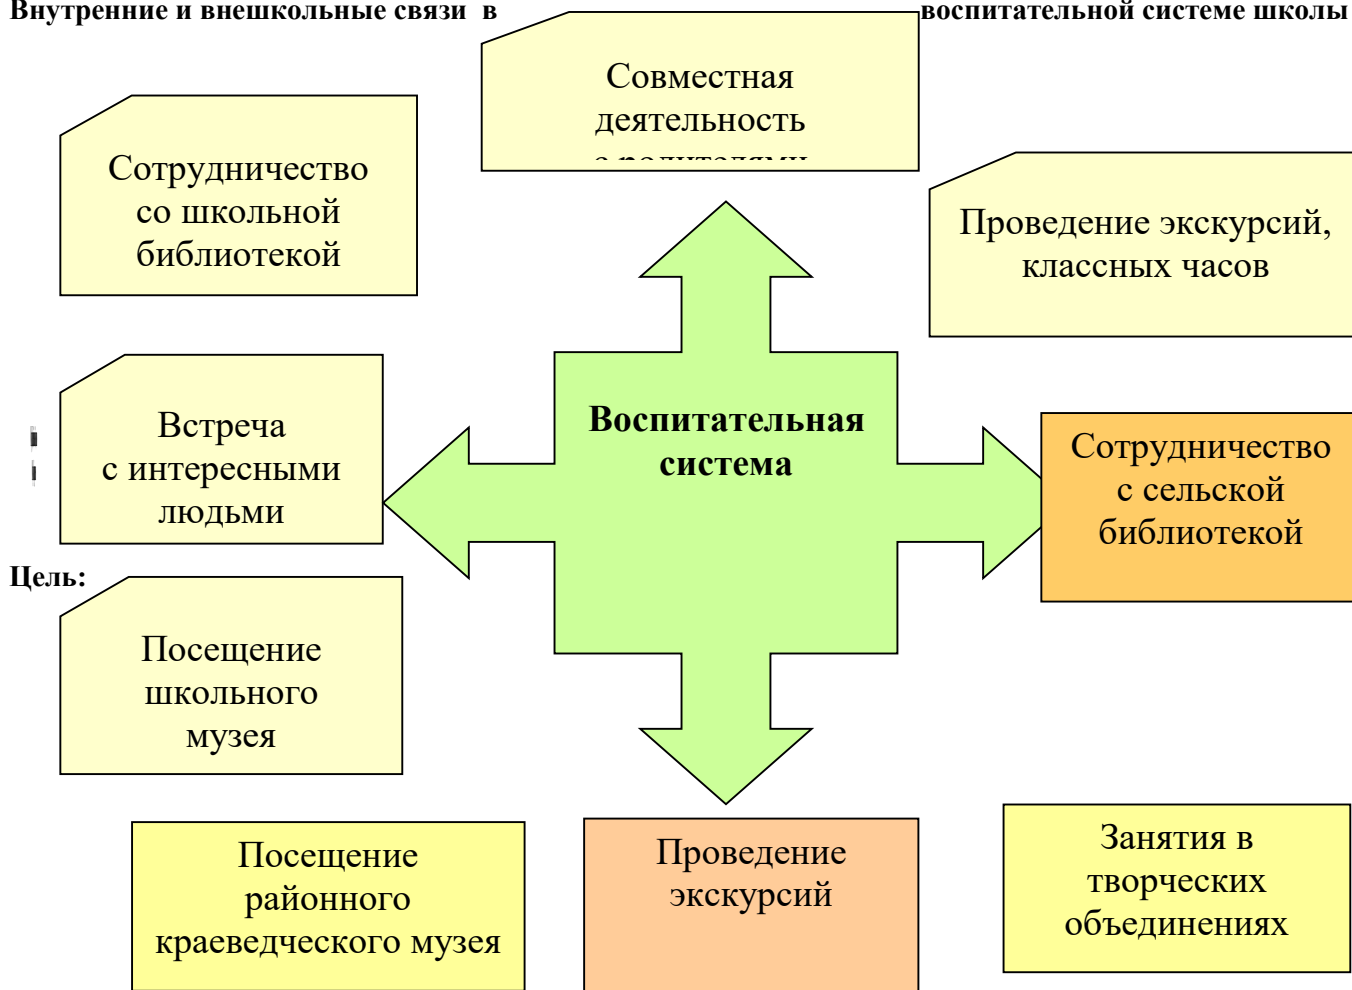 Внутренние и внешкольные связи в воспитательной системе школы
Совместная
деятельность
с родителями
Сотрудничество
со школьной
библиотекой
Проведение экскурсий,
классных часов
Встреча
с интересными
людьми
Воспитательная
система
Сотрудничество
с сельской
библиотекой
Цель:
Посещение
школьного
музея
Посещение
районного
краеведческого музея
Проведение
экскурсий
Занятия в
творческих
объединениях